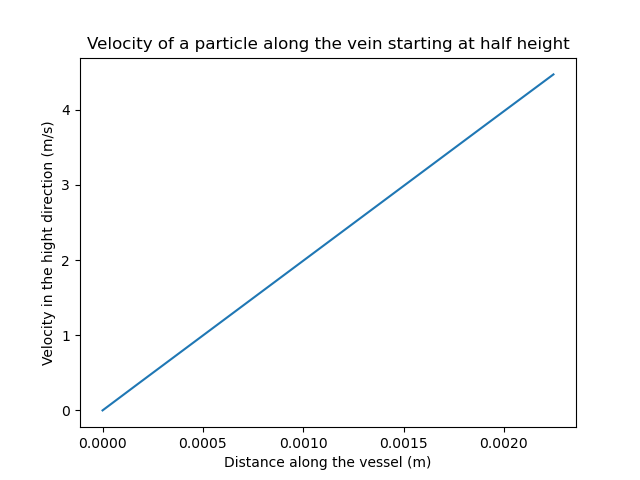 Velocity of a particle along the vein starting at half height
Velocity in the hight direction (m/s)
4
3
2
1
0
0.0000 0.0005 0.0010 0.0015 0.0020
Distance along the vessel (m)